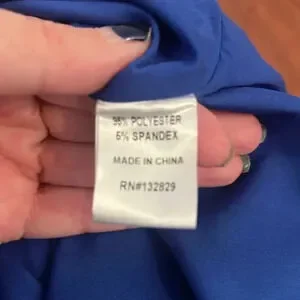 95% POLYESTER
5% SPANDEX
MADE IN CHINA
RN#132829